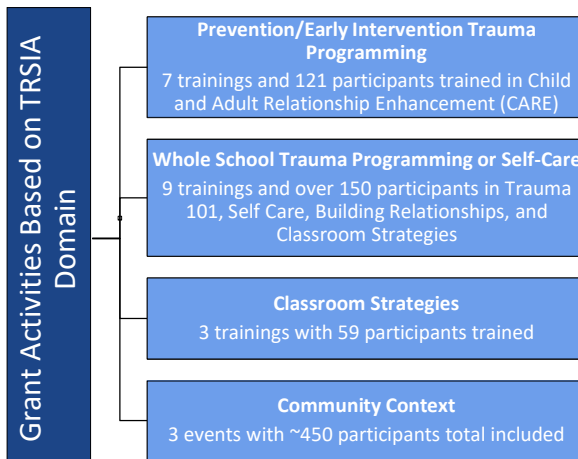 Grant Activities Based on TRSIA
Domain
Prevention/Early Intervention Trauma
Programming
7 trainings and 121 participants trained in Child
and Adult Relationship Enhancement (CARE)
Whole School Trauma Programming or Self-Care
9 trainings and over 150 participants in Trauma
101, Self Care, Building Relationships, and
Classroom Strategies
Classroom Strategies
3 trainings with 59 participants trained
Community Context
3 events with ~450 participants total included